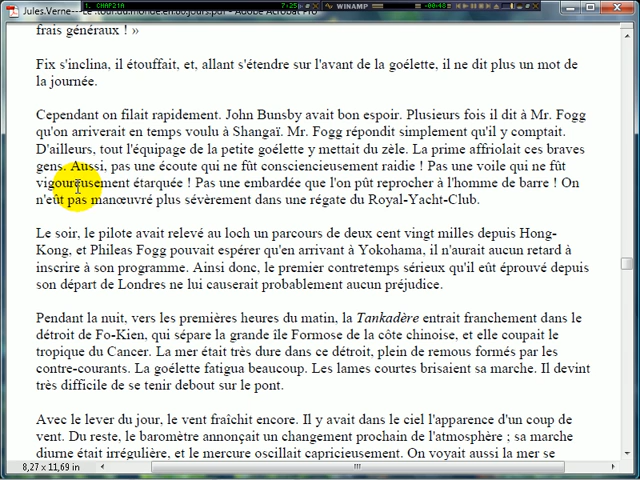 Jules.Verne---Le
1. CHAP21A
7:25
WINAMP
-00:48
frais généraux ! »
Fix s'inclina, il étouffait, et, allant s'étendre sur l'avant de la goélette, il ne dit plus un mot de
la journée.
Cependant on filait rapidement. John Bunsby avait bon espoir. Plusieurs fois il dit à Mr. Fogg
qu'on arriverait en temps voulu à Shangaï. Mr. Fogg répondit simplement qu'il y comptait.
D'ailleurs, tout l'équipage de la petite goélette y mettait du zèle. La prime affriolait ces braves
gens. Aussi, pas une écoute qui ne fût consciencieusement raidie ! Pas une voile qui ne fût
vigoureusement étarquée ! Pas une embardée que l'on pût reprocher à l'homme de barre ! On
n'eût pas manœuvré plus sévèrement dans une régate du Royal-Yacht-Club.
Le soir, le pilote avait relevé au loch un parcours de deux cent vingt milles depuis Hong-
Kong, et Phileas Fogg pouvait espérer qu'en arrivant à Yokohama, il n'aurait aucun retard à
inscrire à son programme. Ainsi donc, le premier contretemps sérieux qu'il eût éprouvé depuis
son départ de Londres ne lui causerait probablement aucun préjudice.
Pendant la nuit, vers les premières heures du matin, la Tankadère entrait franchement dans le
détroit de Fo-Kien, qui sépare la grande île Formose de la côte chinoise, et elle coupait le
tropique du Cancer. La mer était très dure dans ce détroit, plein de remous formés par les
contre-courants. La goélette fatigua beaucoup. Les lames courtes brisaient sa marche. Il devint
très difficile de se tenir debout sur le pont.
Avec le lever du jour, le vent fraîchit encore. Il y avait dans le ciel l'apparence d'un coup de
vent. Du reste, le baromètre annonçait un changement prochain de l'atmosphère ; sa marche
diurne était irrégulière, et le mercure oscillait capricieusement. On voyait aussi la mer se
8,27 x 11,69 in